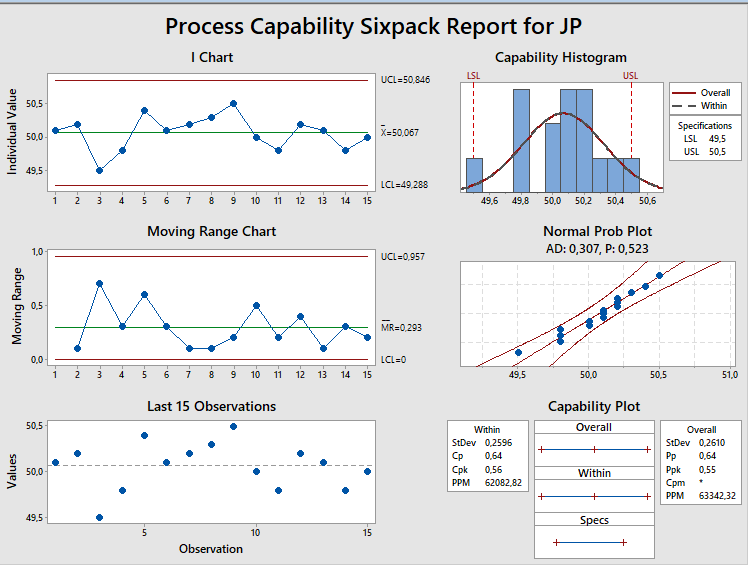 Process Capability Sixpack Report for JP
I Chart
Individual Value
50,5
50,0
49,5
1 2 3 4 5 6 7 8 9 10 11 12 13 14 15
UCL=50,846
X=50,067
LCL=49,288
Capability Histogram
LSL USL
49,6 49,8 50,0 50,2 50,4 50,6
Overall
Within
Specifications
LSL 49,5
USL 50,5
Moving Range Chart
Moving Range
1,0
0,5
0,0
1 2 3 4 5 6 7 8 9 10 11 12 13 14 15
UCL=0,957
MR=0,293
LCL=0
Normal Prob Plot
AD: 0,307, P: 0,523
49,5 50,0 50,5 51,0
Last 15 Observations
Values
50,5
50,0
49,5
5 10 15
Observation
Capability Plot
Within
StDev 0,2596
Cp 0,64
Cpk 0,56
PPM 62082,82
Overall
Within
Specs
Overall
StDev 0,2610
Pp 0,64
Ppk 0,55
Cpm *
PPM 63342,32